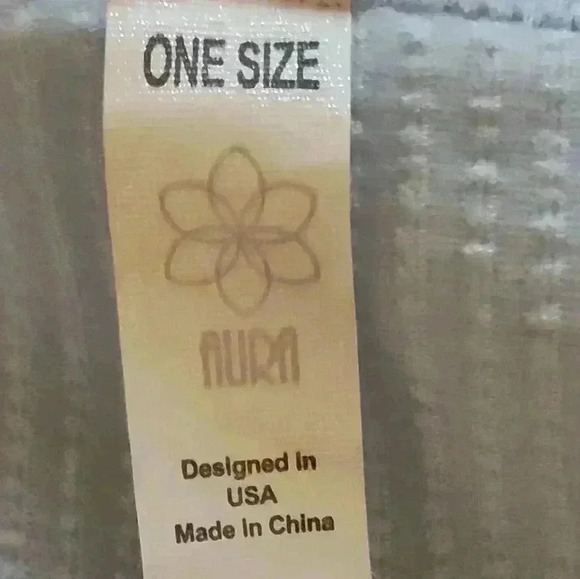 ONE SIZE
AURA
Designed In
USA
Made In China